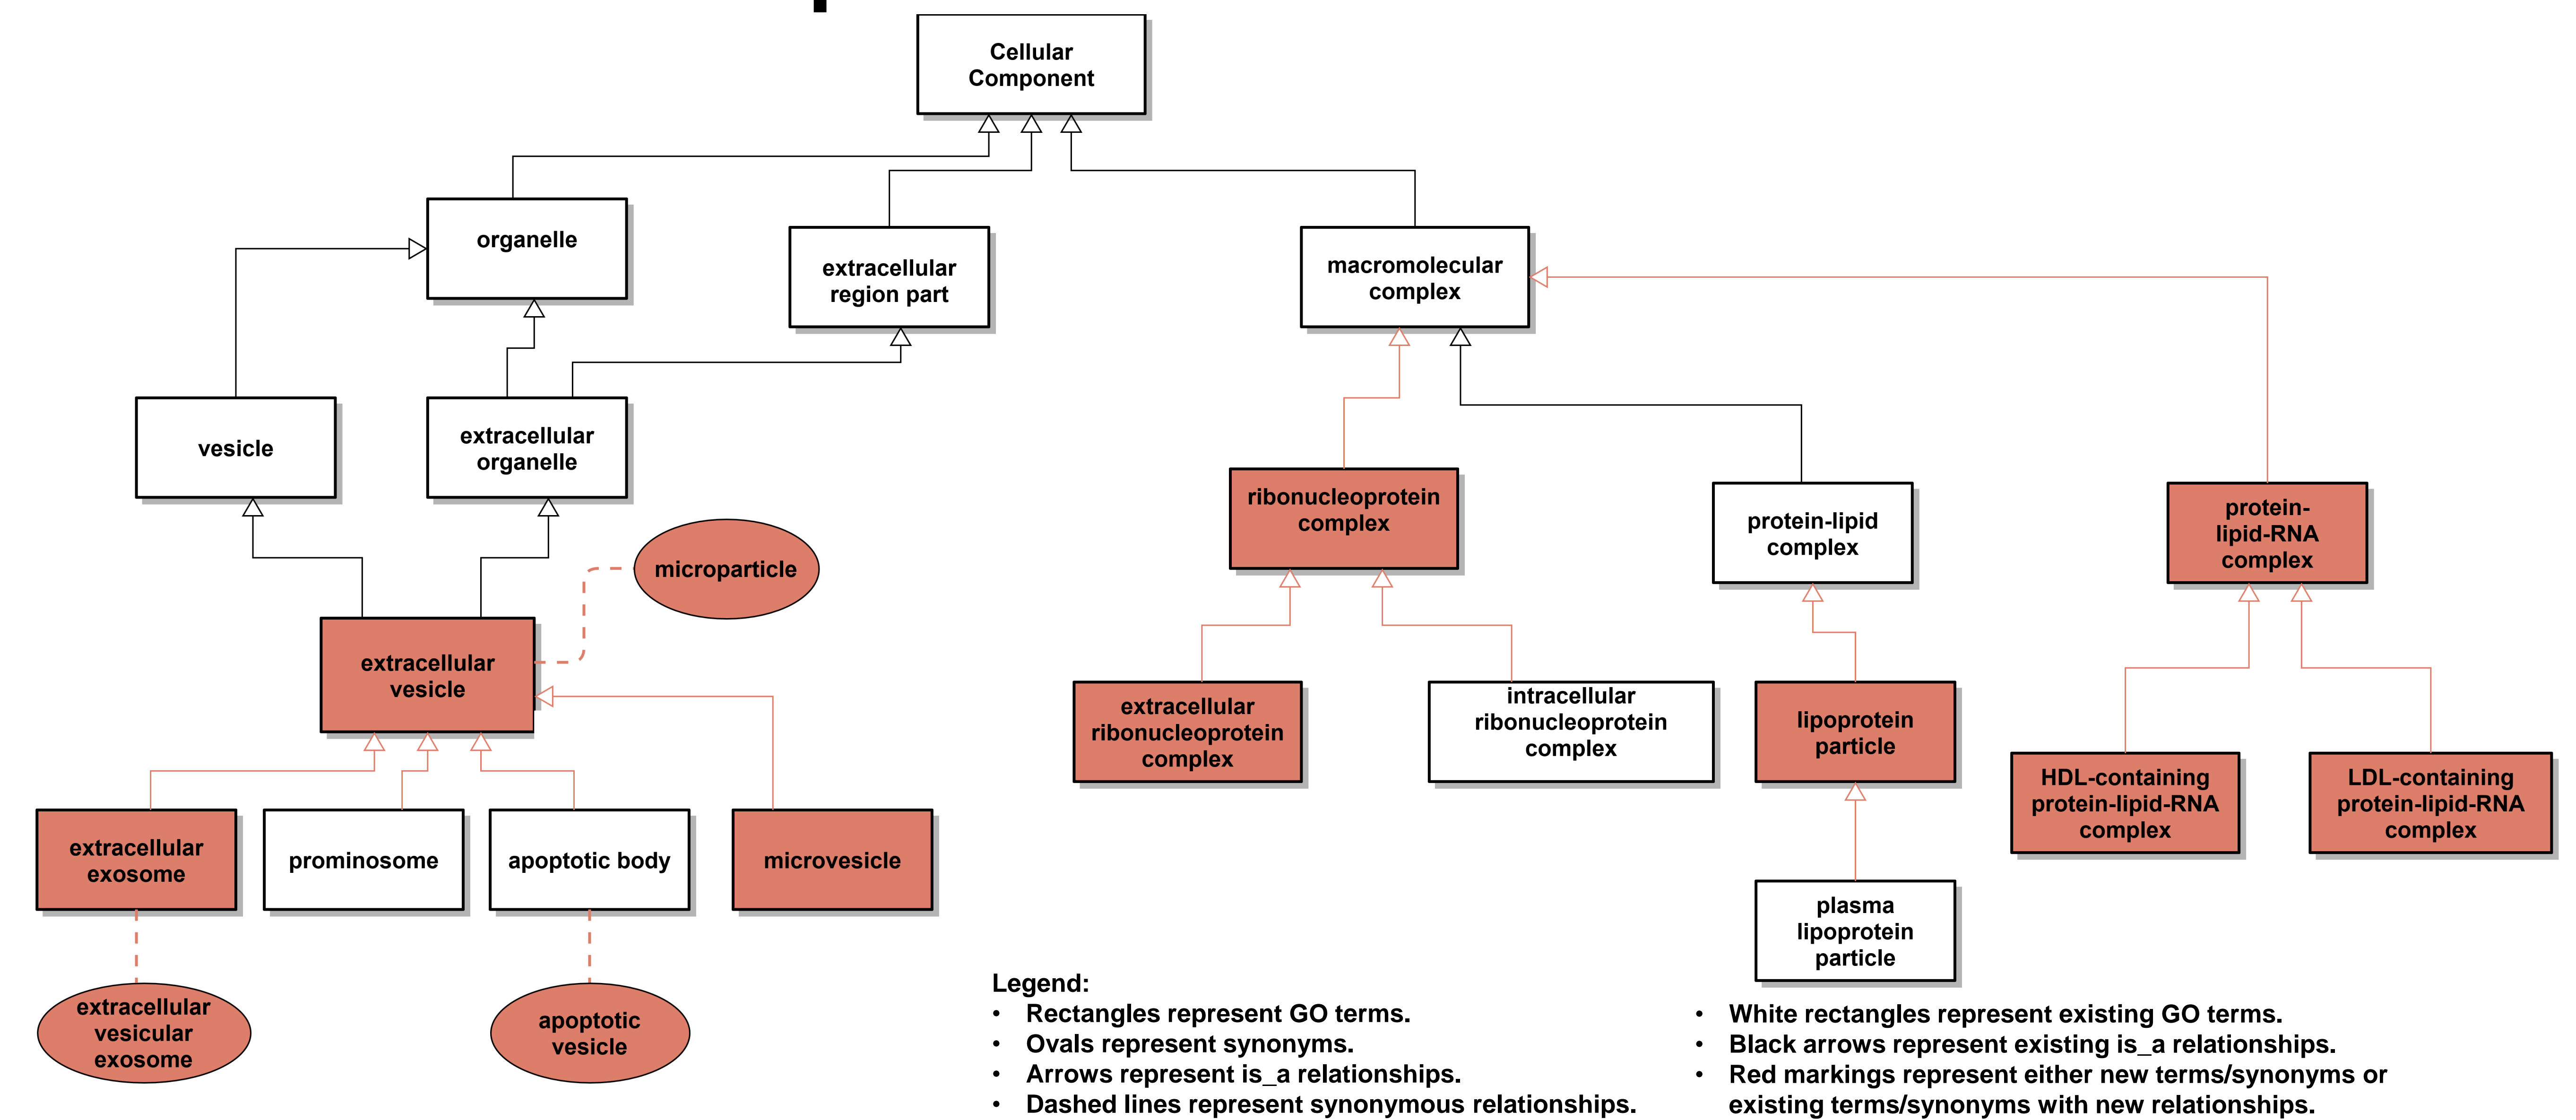 Cellular
Component
organelle
extracellular
region part
macromolecular
complex
vesicle
extracellular
organelle
ribonucleoprotein
complex
protein-lipid
complex
protein-
lipid-RNA
complex
microparticle
extracellular
vesicle
extracellular
ribonucleoprotein
complex
intracellular
ribonucleoprotein
complex
lipoprotein
particle
HDL-containing
protein-lipid-RNA
complex
LDL-containing
protein-lipid-RNA
complex
extracellular
exosome
prominosome
apoptotic body
microvesicle
plasma
lipoprotein
particle
extracellular
vesicular
exosome
apoptotic
vesicle
Legend:
• Rectangles represent GO terms.
• Ovals represent synonyms.
• Arrows represent is_a relationships.
• Dashed lines represent synonymous relationships.
• White rectangles represent existing GO terms.
• Black arrows represent existing is_a relationships.
• Red markings represent either new terms/synonyms or
existing terms/synonyms with new relationships.